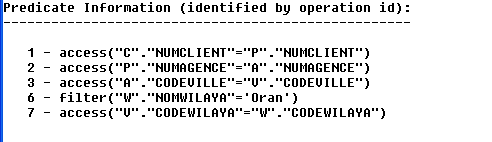 Predicate Information (identified by operation id):
---------------------------------------------------
1 - access("C"."NUMCLIENT"="P"."NUMCLIENT")
2 - access("P"."NUMAGENCE"="A"."NUMAGENCE")
3 - access("A"."CODEVILLE"="V"."CODEVILLE")
6 - filter("W"."NOMWILAYA"='Oran')
7 - access("V"."CODEWILAYA"="W"."CODEWILAYA")